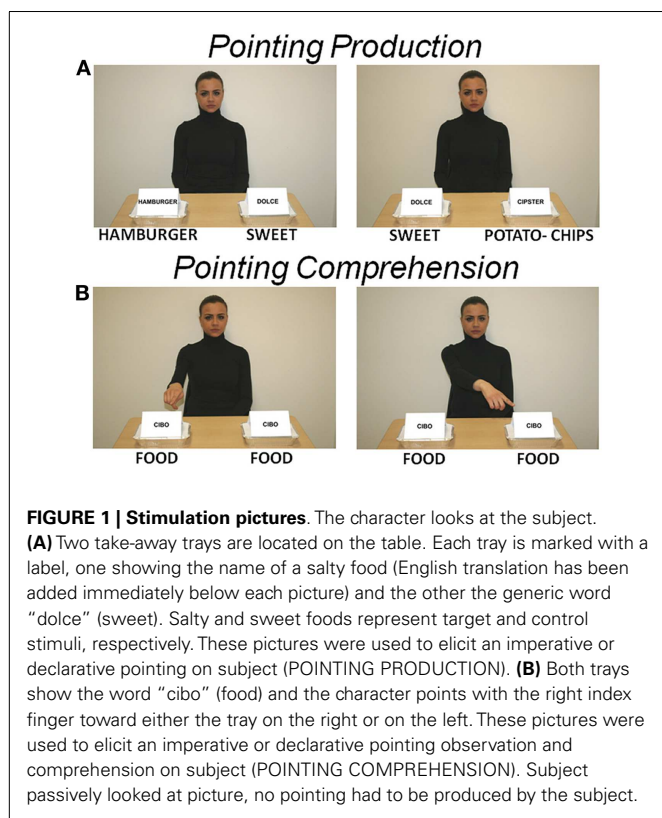 Pointing Production
A
HAMBURGER DOLCE DOLCE CIPSTER
HAMBURGER SWEET SWEET POTATO- CHIPS
Pointing Comprehension
B
CIBO CIBO CIBO CIBO
FOOD FOOD FOOD FOOD
FIGURE 1 | Stimulation pictures. The character looks at the subject.
(A) Two take-away trays are located on the table. Each tray is marked with a
label, one showing the name of a salty food (English translation has been
added immediately below each picture) and the other the generic word
“dolce” (sweet). Salty and sweet foods represent target and control
stimuli, respectively. These pictures were used to elicit an imperative or
declarative pointing on subject (POINTING PRODUCTION). (B) Both trays
show the word “cibo” (food) and the character points with the right index
finger toward either the tray on the right or on the left. These pictures were
used to elicit an imperative or declarative pointing observation and
comprehension on subject (POINTING COMPREHENSION). Subject
passively looked at picture, no pointing had to be produced by the subject.